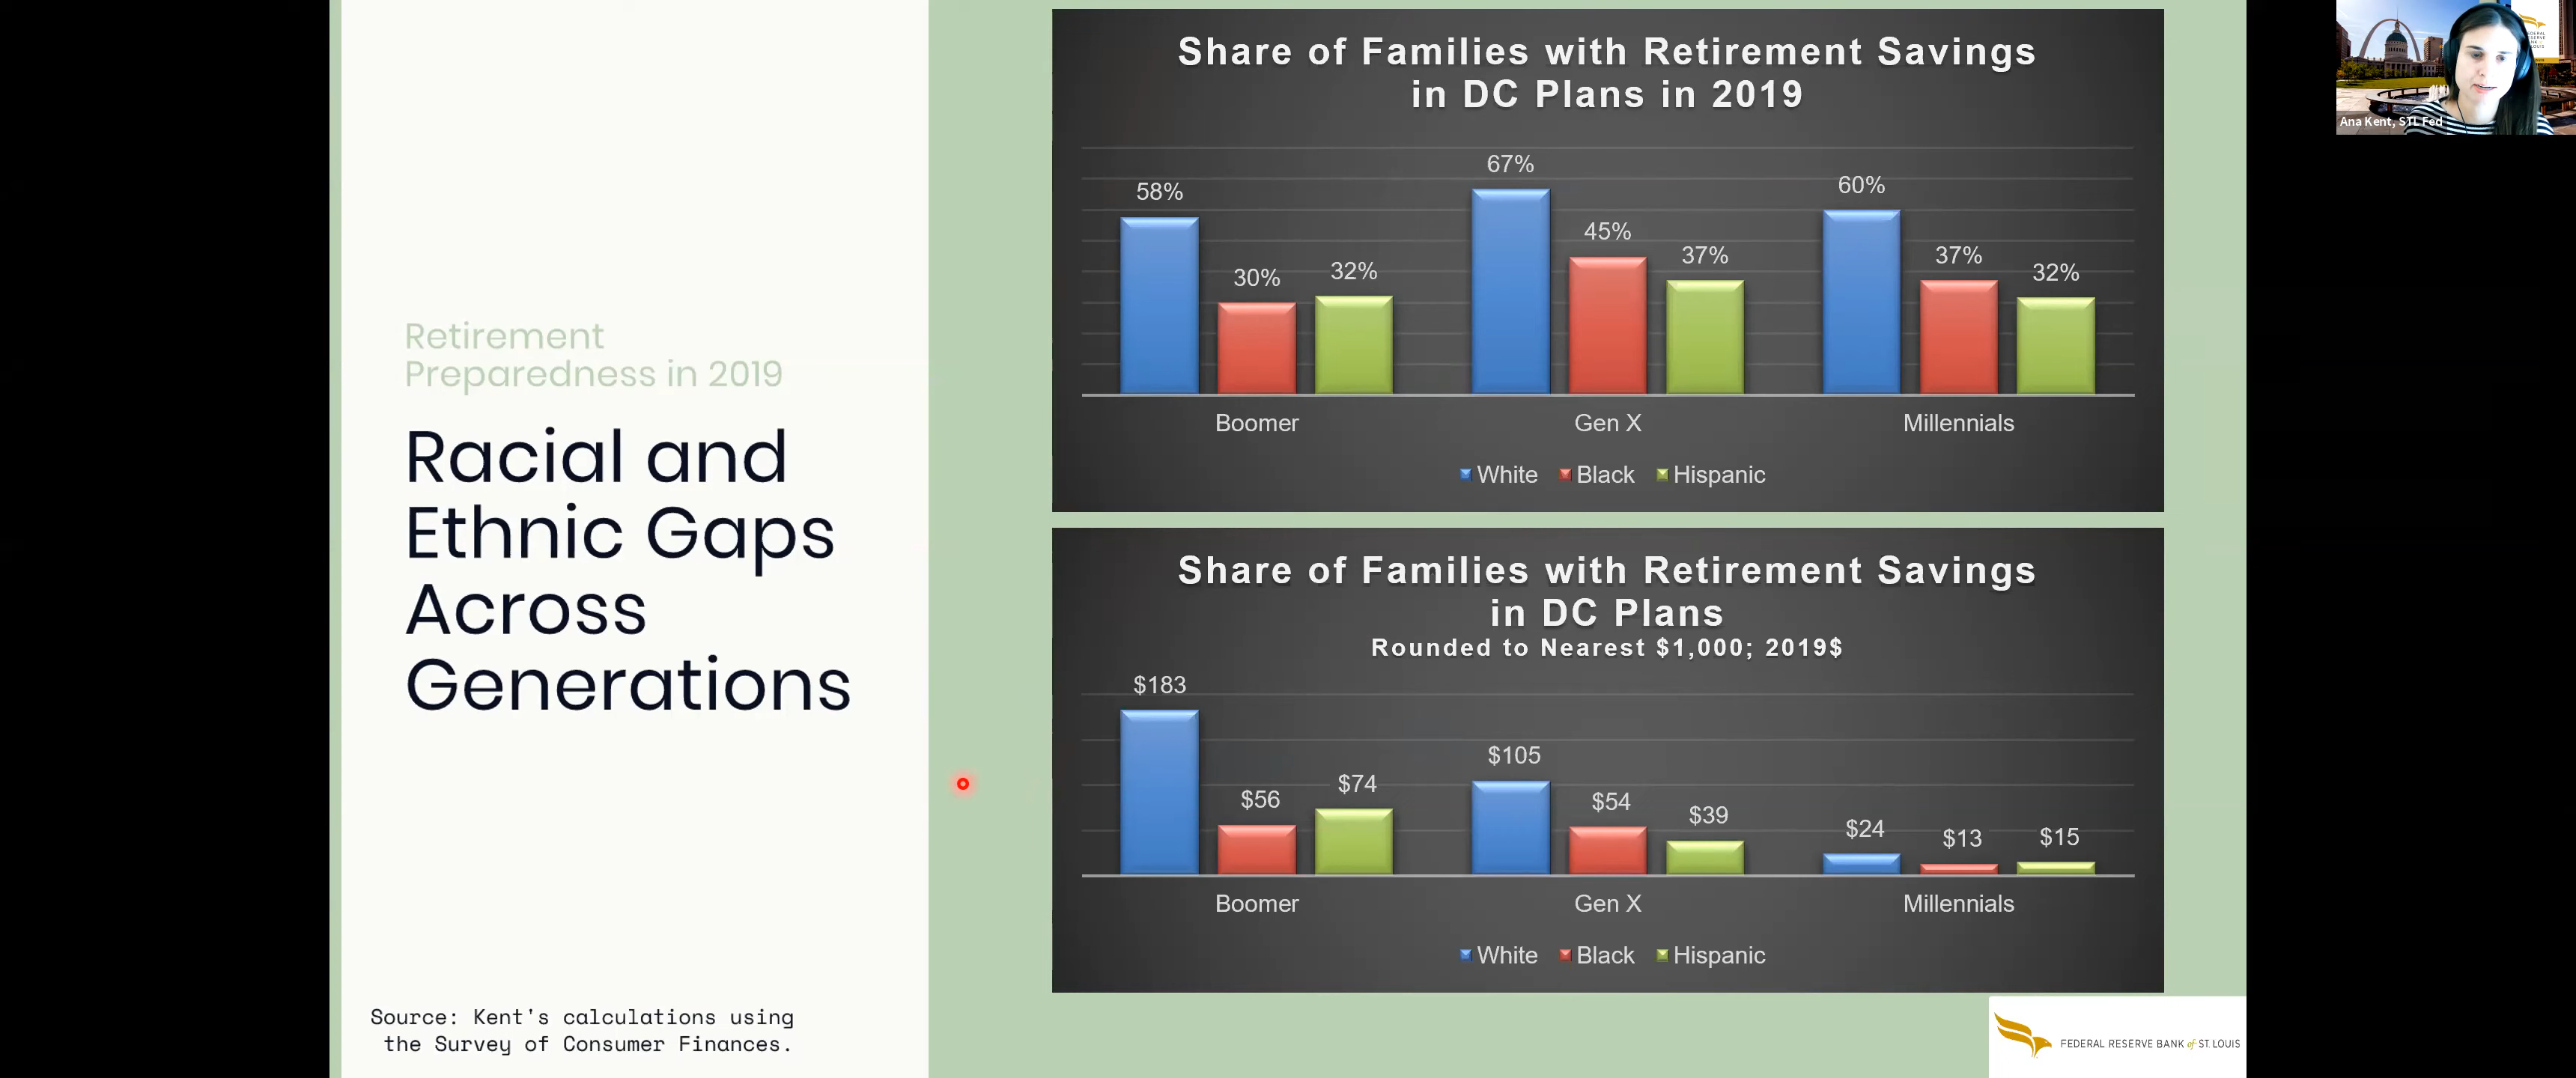 Retirement
Preparedness in 2019
Racial and
Ethnic Gaps
Across
Generations
Source: Kent's calculations using
the Survey of Consumer Finances.
Share of Families with Retirement Savings
in DC Plans in 2019
58%
30%
32%
67%
45%
37%
60%
37%
32%
Boomer
Gen X
Millennials
White
Black
Hispanic
Share of Families with Retirement Savings
in DC Plans
Rounded to Nearest $1,000; 2019$
$183
$56
$74
$105
$54
$39
$24
$13
$15
Boomer
Gen X
Millennials
White
Black
Hispanic
FEDERAL RESERVE BANK of ST. LOUIS
Ana Kent, STL Fed